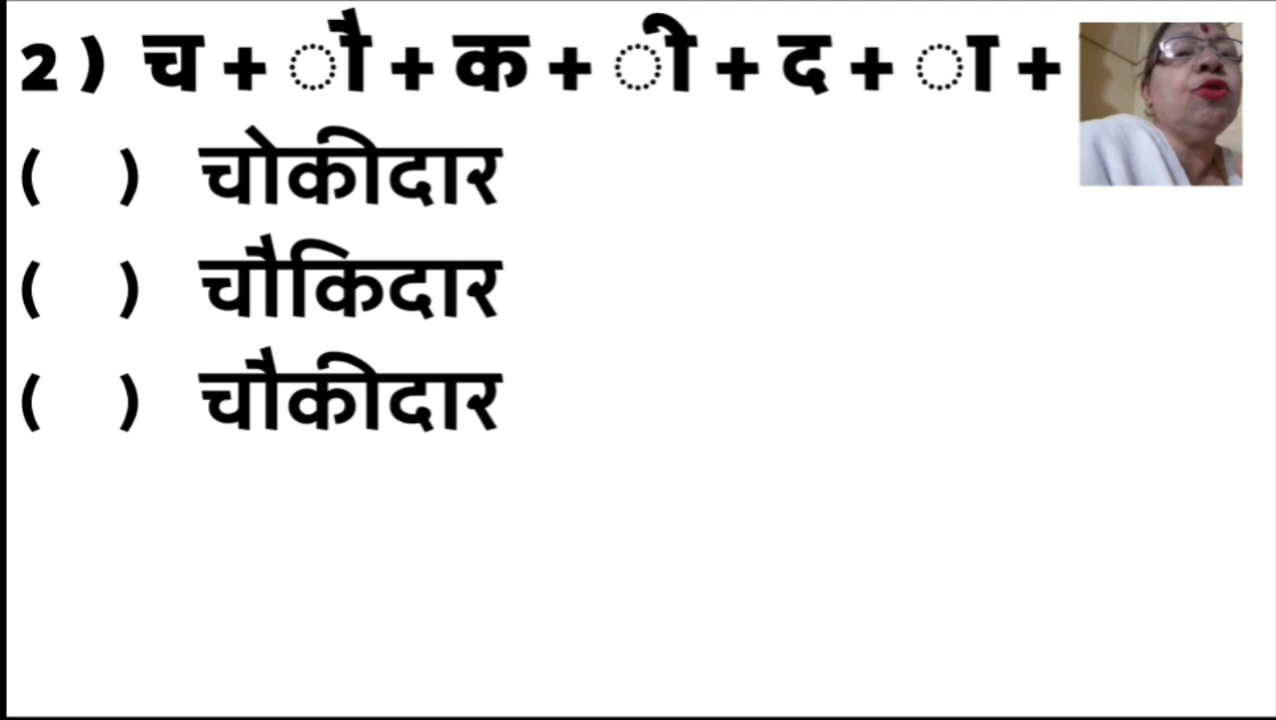 2 ) च + ौ + क + ी + द + ा +
( ) चोकीदार
( ) चौकिदार
( ) चौकीदार